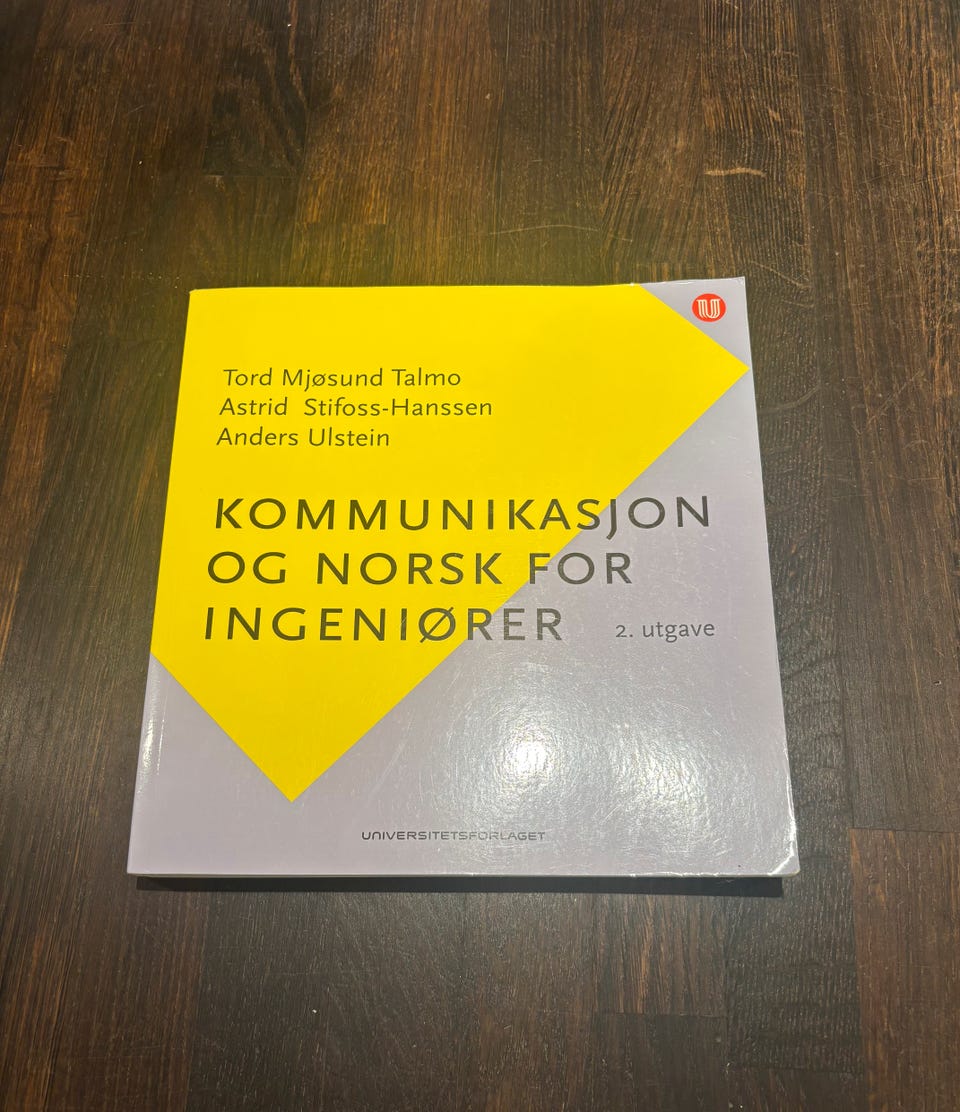 U
Tord Mjøsund Talmo
Astrid Stifoss-Hanssen
Anders Ulstein
KOMMUNIKASJON
OG NORSK FOR
INGENIØRER 2. utgave
UNIVERSITETSFORLAGET